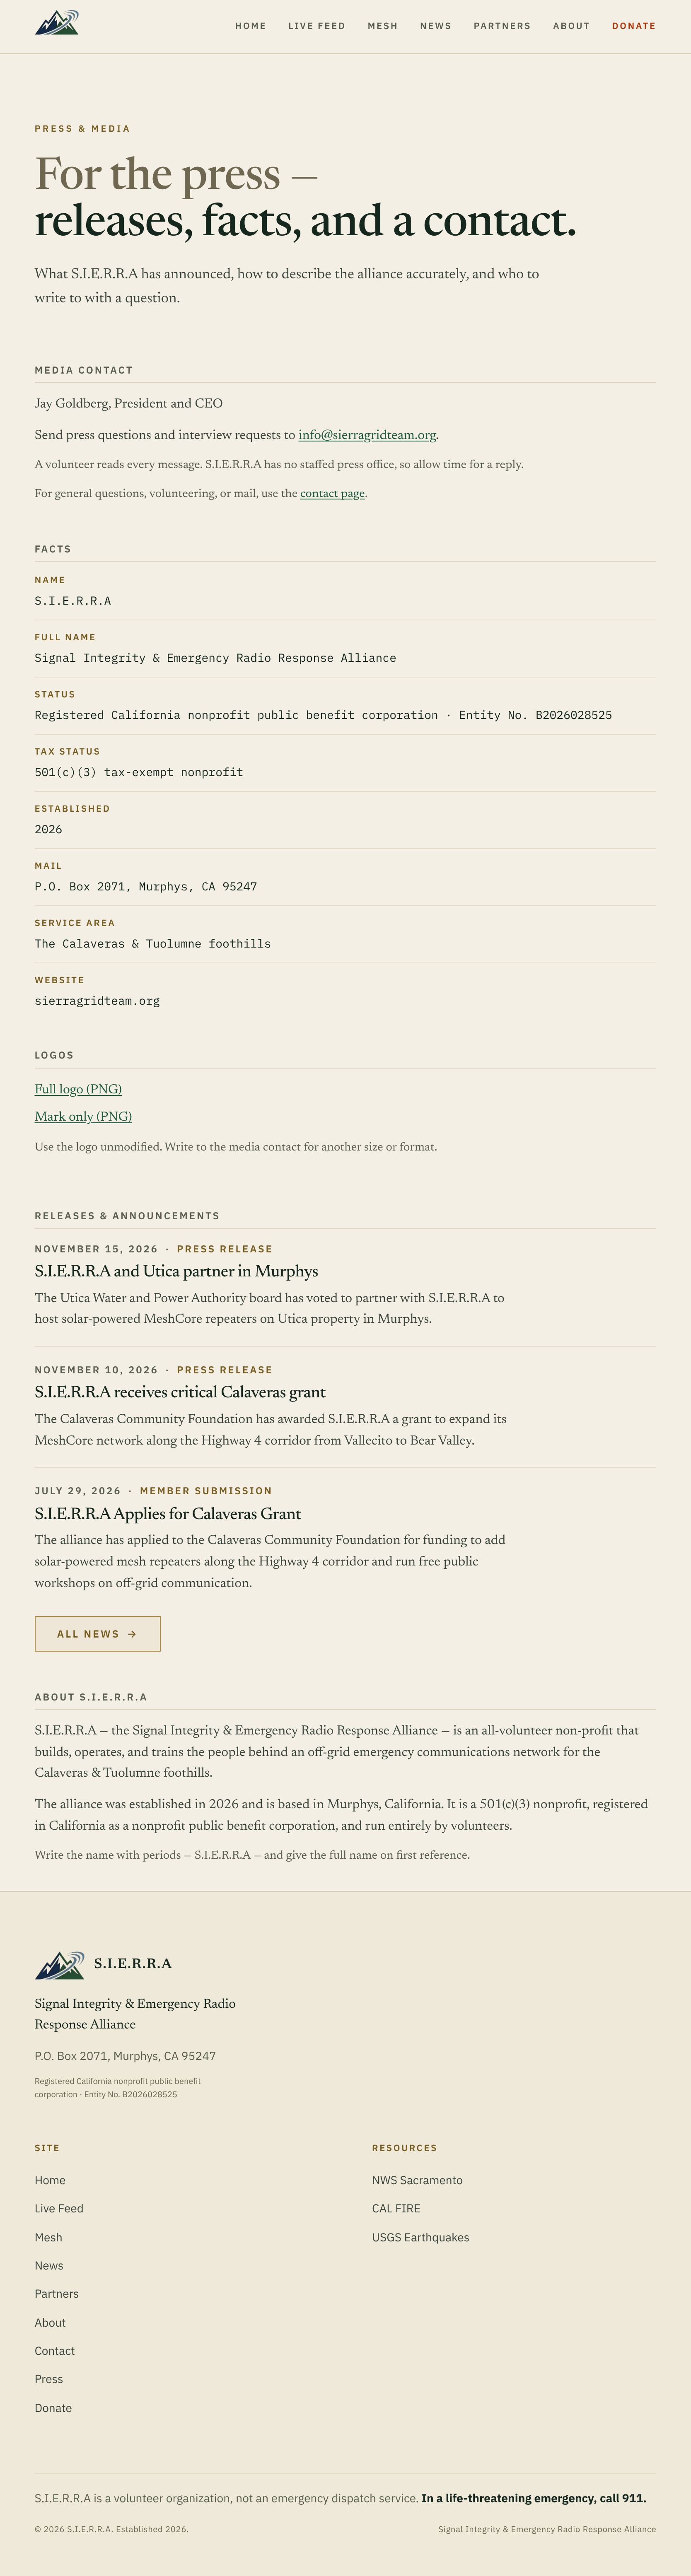 HOME LIVE FEED MESH NEWS PARTNERS ABOUT DONATE
PRESS & MEDIA
For the press —
releases, facts, and a contact.
What S.I.E.R.R.A has announced, how to describe the alliance accurately, and who to
write to with a question.
MEDIA CONTACT
Jay Goldberg, President and CEO
Send press questions and interview requests to info@sierragridteam.org.
A volunteer reads every message. S.I.E.R.R.A has no staffed press office, so allow time for a reply.
For general questions, volunteering, or mail, use the contact page.
FACTS
NAME
S.I.E.R.R.A
FULL NAME
Signal Integrity & Emergency Radio Response Alliance
STATUS
Registered California nonprofit public benefit corporation · Entity No. B2026028525
TAX STATUS
501(c)(3) tax-exempt nonprofit
ESTABLISHED
2026
MAIL
P.O. Box 2071, Murphys, CA 95247
SERVICE AREA
The Calaveras & Tuolumne foothills
WEBSITE
sierragridteam.org
LOGOS
Full logo (PNG)
Mark only (PNG)
Use the logo unmodified. Write to the media contact for another size or format.
RELEASES & ANNOUNCEMENTS
NOVEMBER 15, 2026 · PRESS RELEASE
S.I.E.R.R.A and Utica partner in Murphys
The Utica Water and Power Authority board has voted to partner with S.I.E.R.R.A to
host solar-powered MeshCore repeaters on Utica property in Murphys.
NOVEMBER 10, 2026 · PRESS RELEASE
S.I.E.R.R.A receives critical Calaveras grant
The Calaveras Community Foundation has awarded S.I.E.R.R.A a grant to expand its
MeshCore network along the Highway 4 corridor from Vallecito to Bear Valley.
JULY 29, 2026 · MEMBER SUBMISSION
S.I.E.R.R.A Applies for Calaveras Grant
The alliance has applied to the Calaveras Community Foundation for funding to add
solar-powered mesh repeaters along the Highway 4 corridor and run free public
workshops on off-grid communication.
ALL NEWS →
ABOUT S.I.E.R.R.A
S.I.E.R.R.A — the Signal Integrity & Emergency Radio Response Alliance — is an all-volunteer non-profit that
builds, operates, and trains the people behind an off-grid emergency communications network for the
Calaveras & Tuolumne foothills.
The alliance was established in 2026 and is based in Murphys, California. It is a 501(c)(3) nonprofit, registered
in California as a nonprofit public benefit corporation, and run entirely by volunteers.
Write the name with periods — S.I.E.R.R.A — and give the full name on first reference.
S.I.E.R.R.A
Signal Integrity & Emergency Radio
Response Alliance
P.O. Box 2071, Murphys, CA 95247
Registered California nonprofit public benefit
corporation · Entity No. B2026028525
SITE
Home
Live Feed
Mesh
News
Partners
About
Contact
Press
Donate
RESOURCES
NWS Sacramento
CAL FIRE
USGS Earthquakes
S.I.E.R.R.A is a volunteer organization, not an emergency dispatch service. In a life-threatening emergency, call 911.
© 2026 S.I.E.R.R.A. Established 2026.
Signal Integrity & Emergency Radio Response Alliance